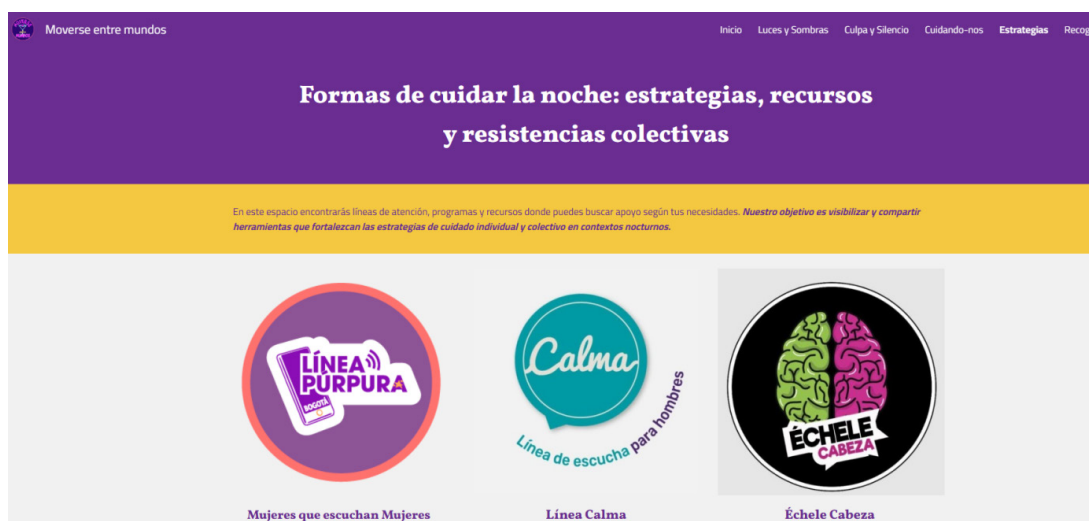 Moverse entre mundos
Inicio Luces y Sombras Culpa y Silencio Cuidando-nos Estrategias Recog
Formas de cuidar la noche: estrategias, recursos
y resistencias colectivas
En este espacio encontrarás líneas de atención, programas y recursos donde puedes buscar apoyo según tus necesidades. Nuestro objetivo es visibilizar y compartir
herramientas que fortalezcan las estrategias de cuidado individual y colectivo en contextos nocturnos.
LÍNEA
PÚRPURA
BOGOTÁ
Calma
Línea de escucha para hombres
ÉCHELE
CABEZA
Mujeres que escuchan Mujeres
Línea Calma
Échele Cabeza